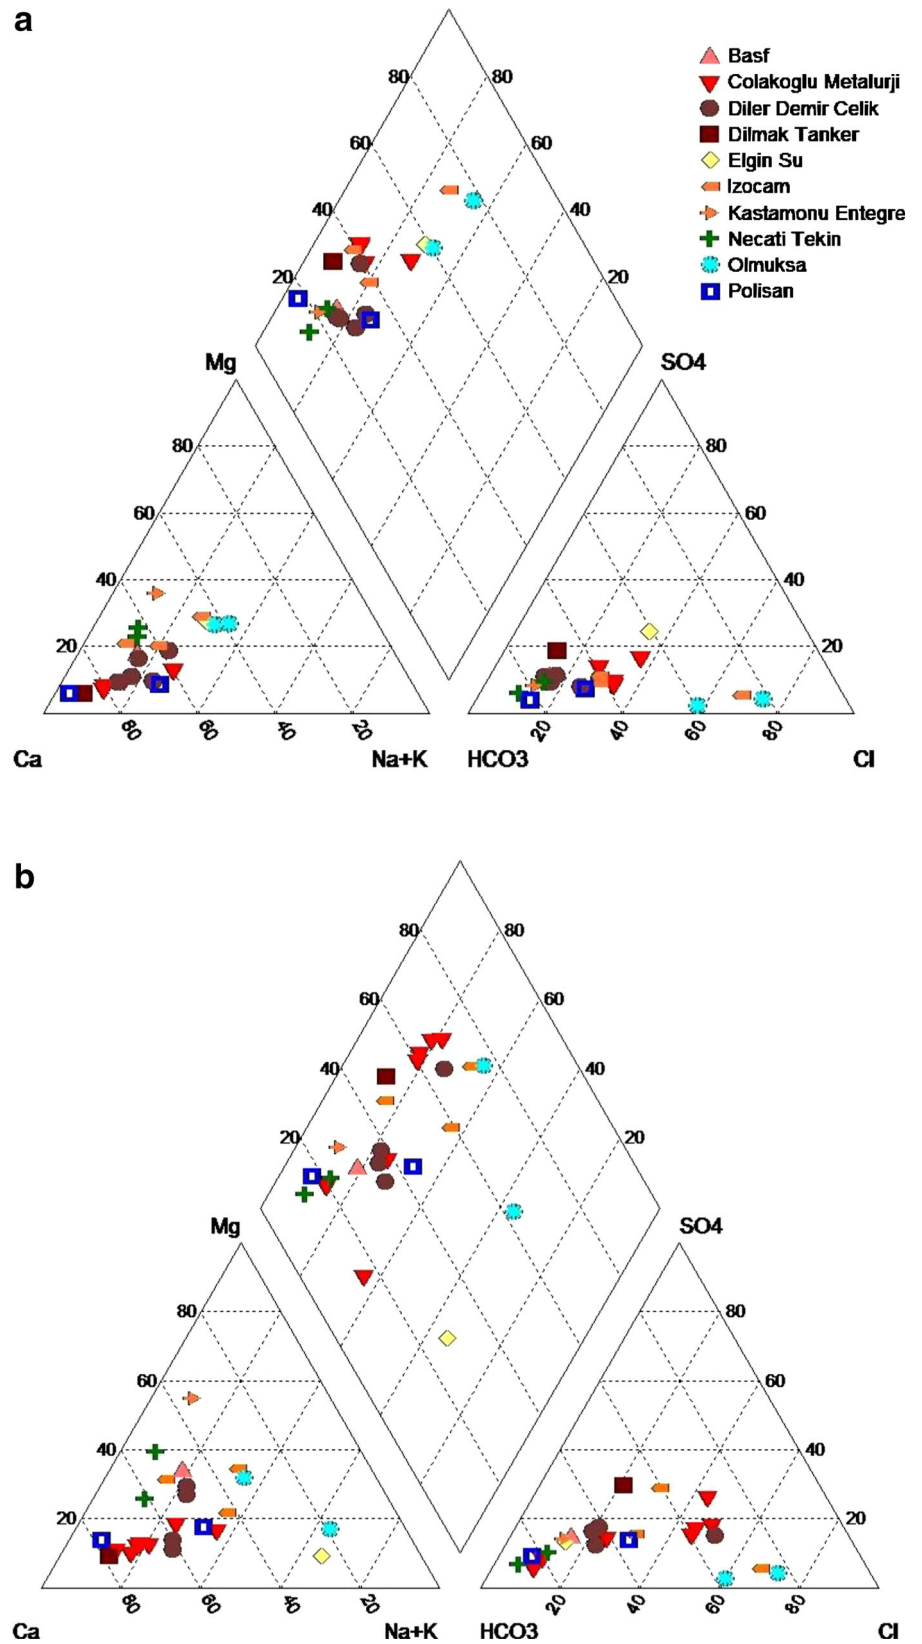 a
80 80
60 60
40 40
20 20
Basf
Colakoglu Metalurji
Diler Demir Celik
Dilmak Tanker
Elgin Su
Izocam
Kastamonu Entegre
Necati Tekin
Olmuksa
Polisan
Mg SO4
80 80
60 60
40 40
20 20
80 60 40 20 20 40 60 80
Ca Na+K HCO3 Cl
b
80 80
60 60
40 40
20 20
Mg SO4
80 80
60 60
40 40
20 20
80 60 40 20 20 40 60 80
Ca Na+K HCO3 Cl